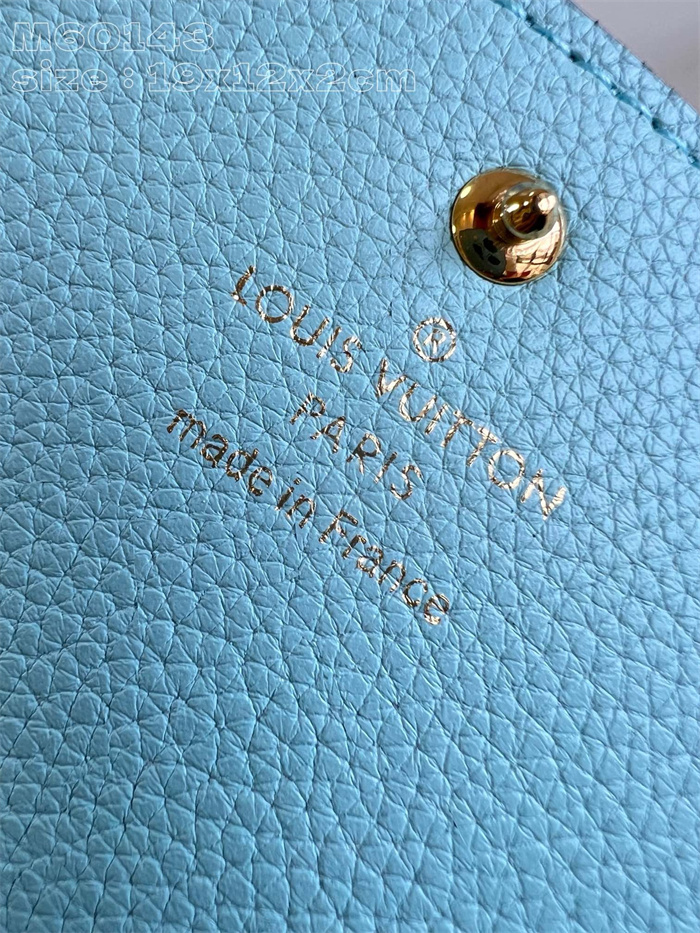 M60143
size : 19x12x2cm
®
LOUIS VUITTON
PARIS
made in France